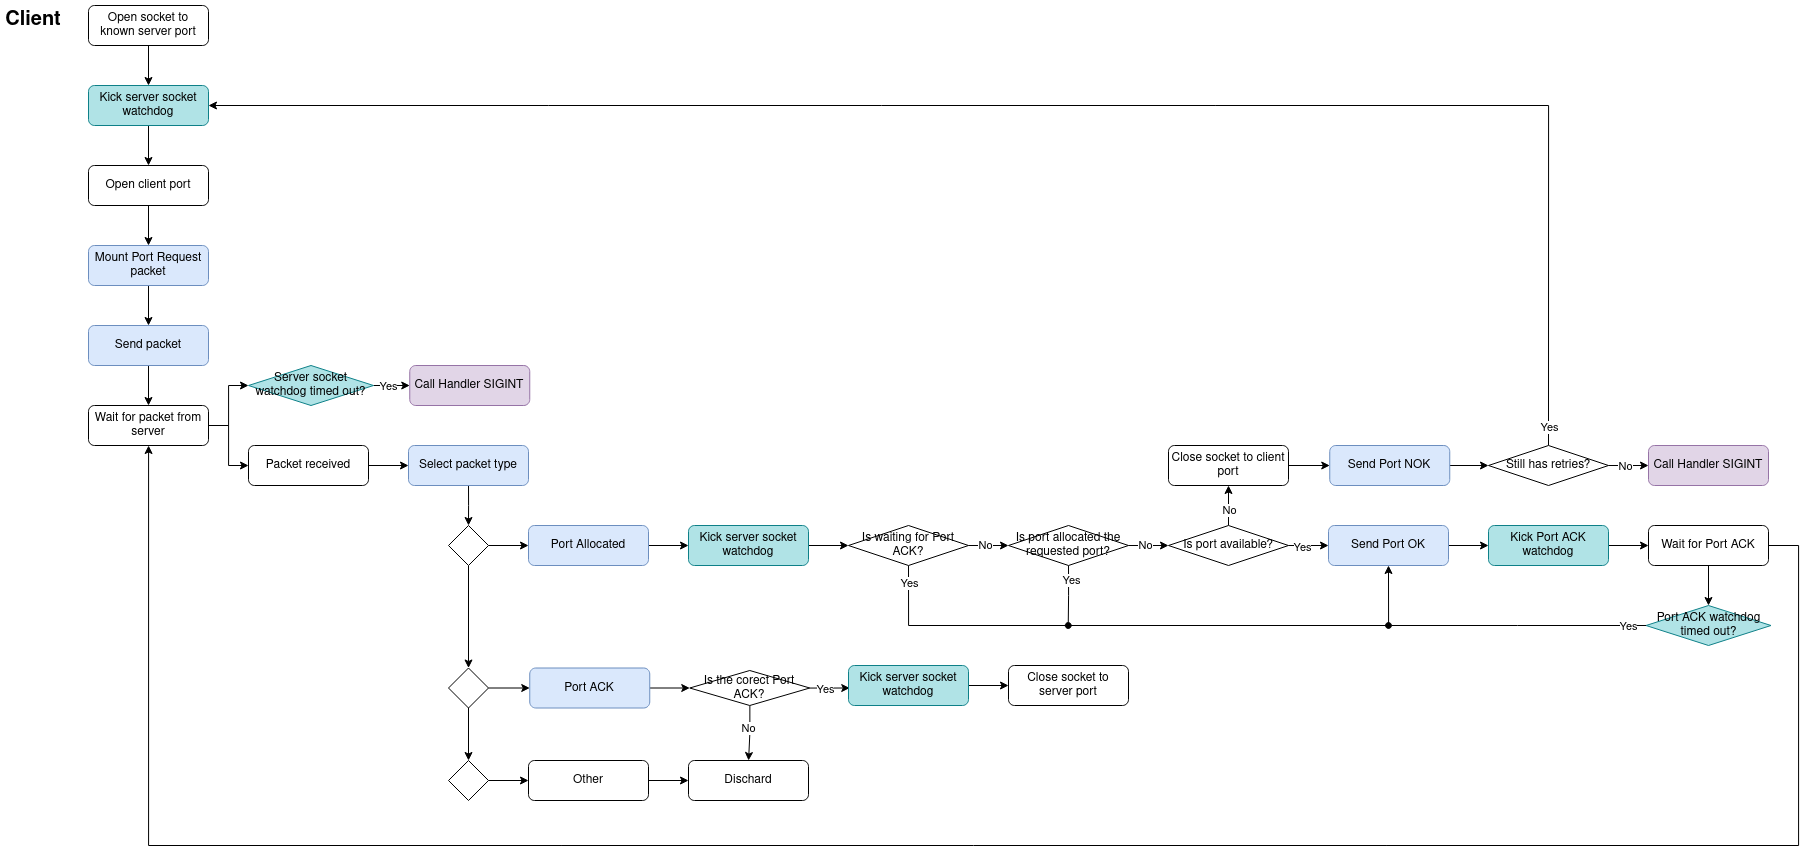 Client
Open socket to
known server port
Kick server socket
watchdog
Open client port
Mount Port Request
packet
Send packet
Wait for packet from
server
Server socket
watchdog timed out?
Yes
Call Handler SIGINT
Packet received
Select packet type
Port Allocated
Kick server socket
watchdog
Is waiting for Port
ACK?
No
Yes
Is port allocated the
requested port?
No
Yes
Is port available?
No
Yes
Close socket to client
port
Send Port NOK
Still has retries?
Yes
No
Call Handler SIGINT
Send Port OK
Kick Port ACK
watchdog
Wait for Port ACK
Port ACK watchdog
timed out?
Yes
Port ACK
Is the corect Port
ACK?
Yes
No
Kick server socket
watchdog
Close socket to
server port
Other
Dischard